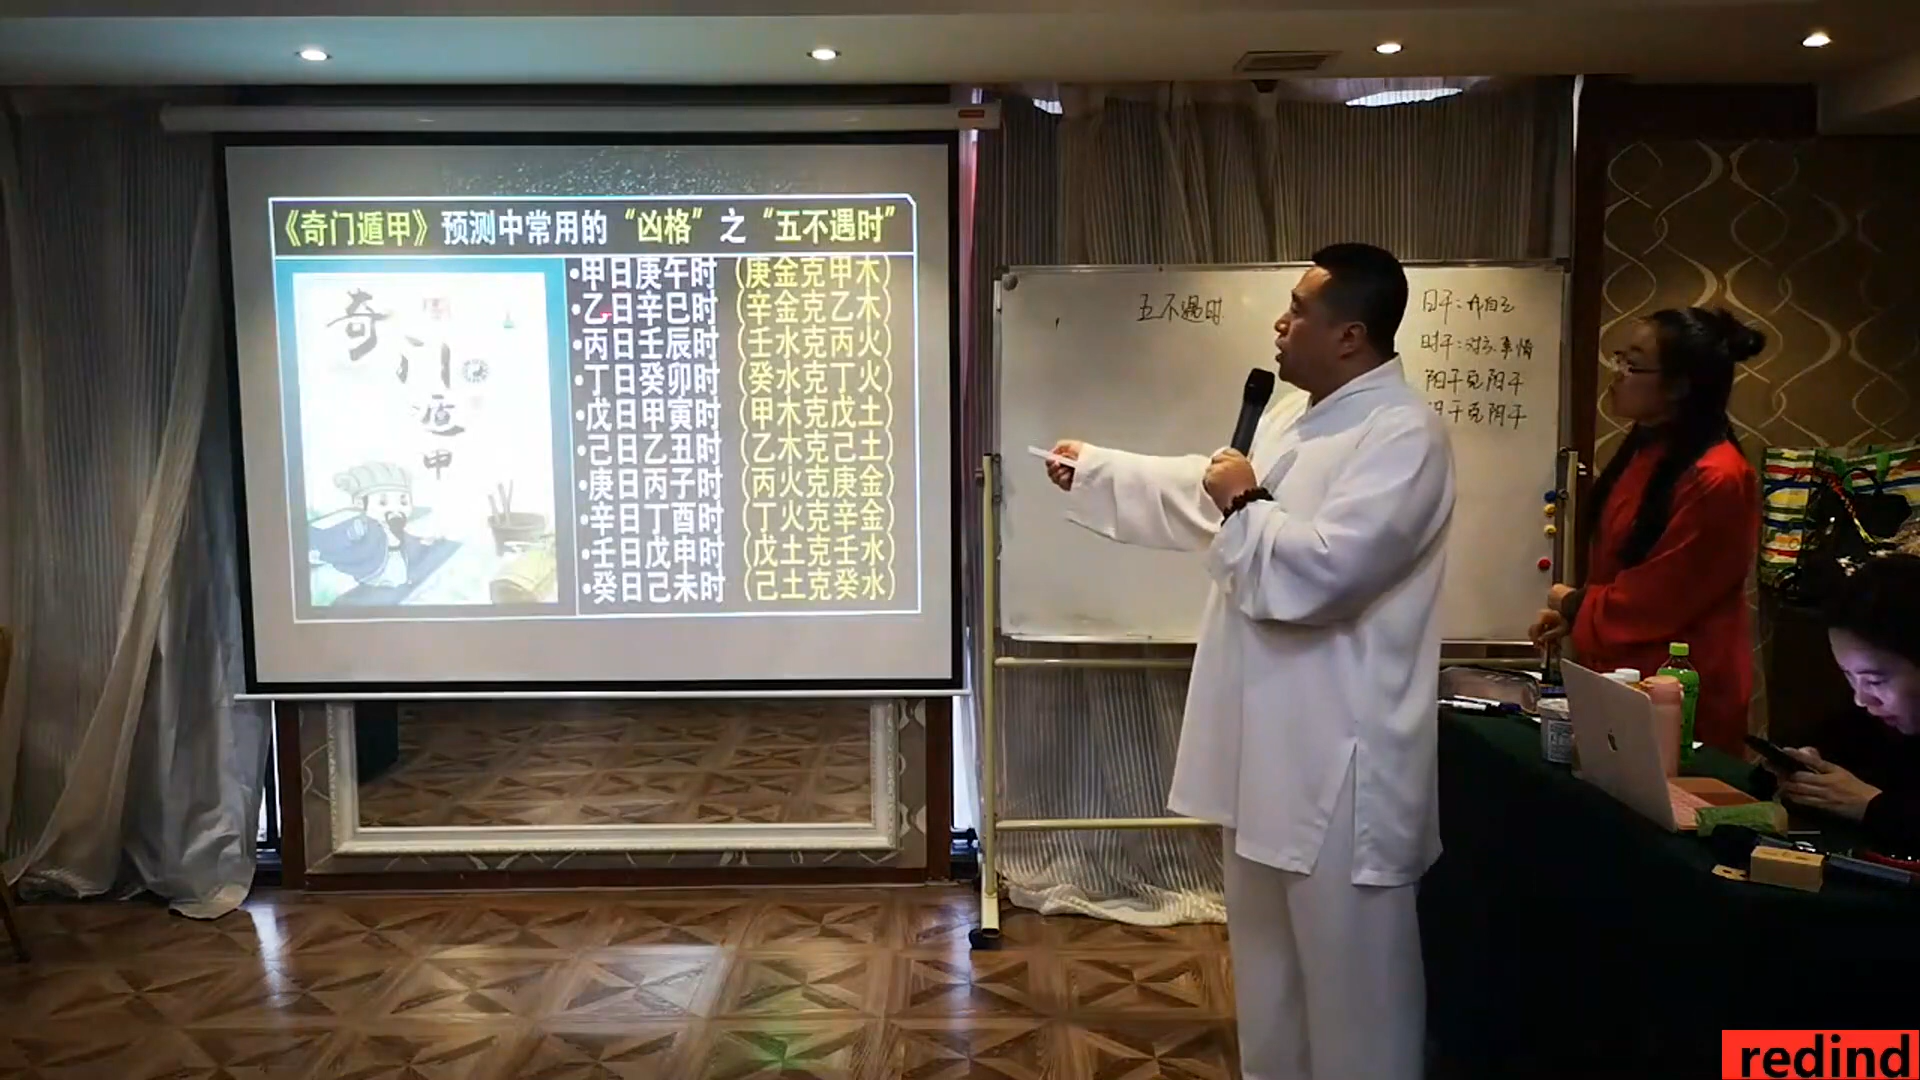 《奇门遁甲》预测中常用的“凶格”之“五不遇时”
奇
门
遁
甲
•甲日庚午时（庚金克甲木）
•乙日辛巳时（辛金克乙木）
•丙日壬辰时（壬水克丙火）
•丁日癸卯时（癸水克丁火）
•戊日甲寅时（甲木克戊土）
•己日乙丑时（乙木克己土）
•庚日丙子时（丙火克庚金）
•辛日丁酉时（丁火克辛金）
•壬日戊申时（戊土克壬水）
•癸日己未时（己土克癸水）
五不遇时
日干：
时干：事情
阳干克阳干
阴干克阴干
redind